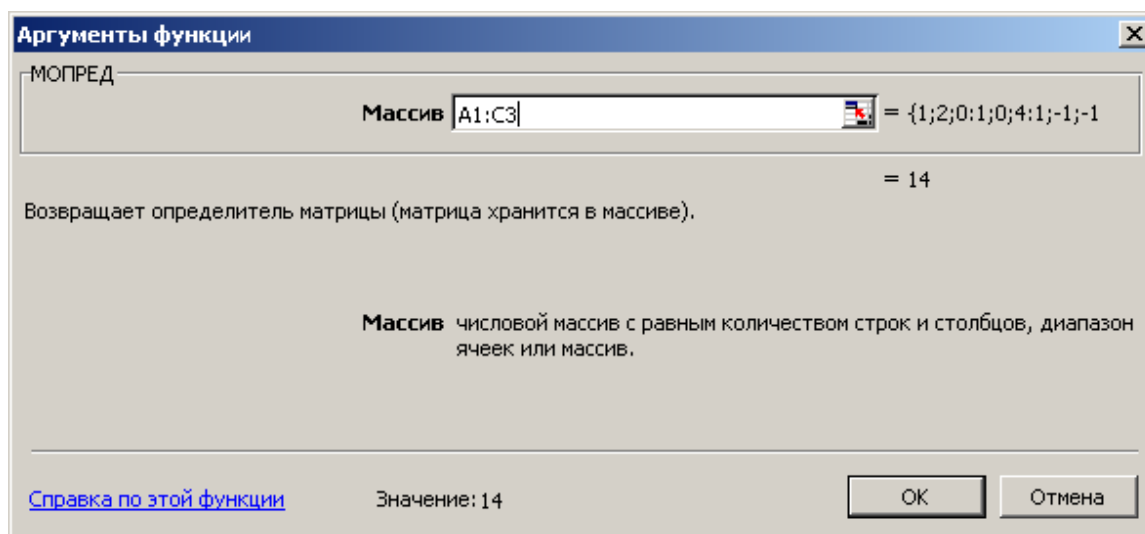 Аргументы функции
МОПРЕД
Массив A1:C3 = {1;2;0:1;0;4:1;-1;-1
= 14
Возвращает определитель матрицы (матрица хранится в массиве).
Массив числовой массив с равным количеством строк и столбцов, диапазон
ячеек или массив.
Справка по этой функции Значение: 14 ОК Отмена